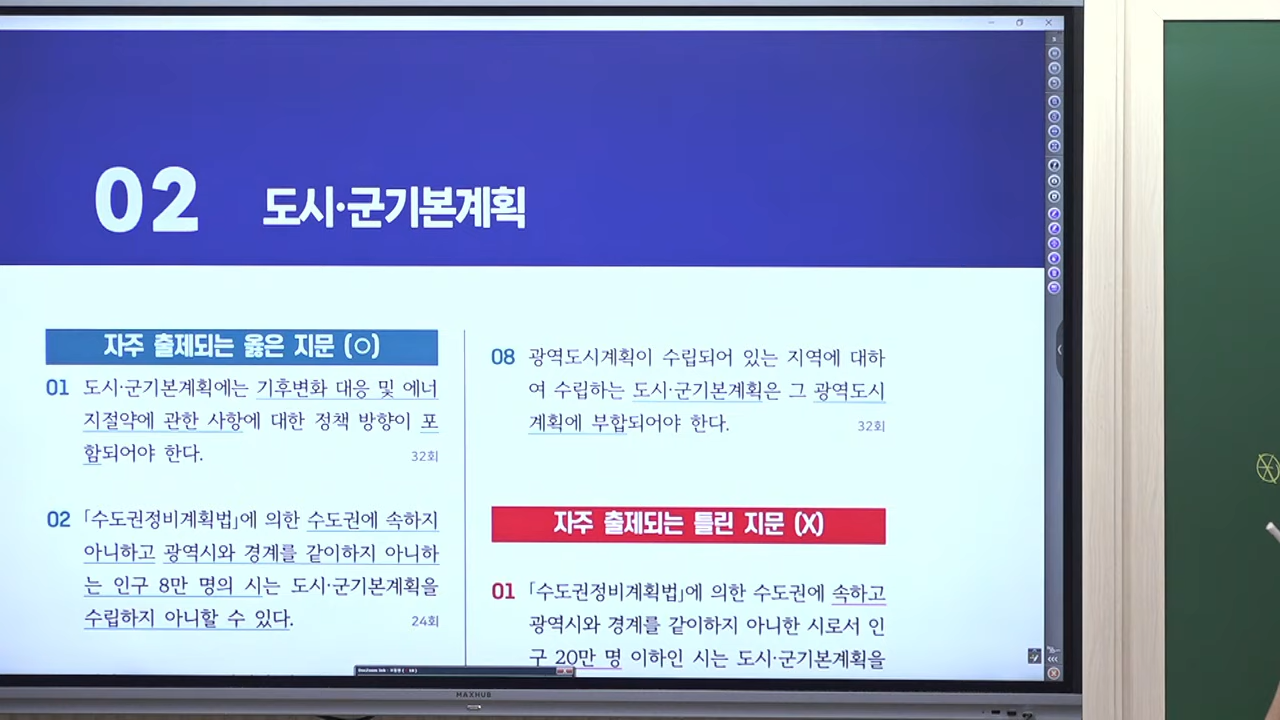 02 도시·군기본계획
자주 출제되는 옳은 지문 (○)
01 도시·군기본계획에는 기후변화 대응 및 에너
지절약에 관한 사항에 대한 정책 방향이 포
함되어야 한다. 32회
02 「수도권정비계획법」에 의한 수도권에 속하지
아니하고 광역시와 경계를 같이하지 아니하
는 인구 8만 명의 시는 도시·군기본계획을
수립하지 아니할 수 있다. 24회
08 광역도시계획이 수립되어 있는 지역에 대하
여 수립하는 도시·군기본계획은 그 광역도시
계획에 부합되어야 한다. 32회
자주 출제되는 틀린 지문 (X)
01 「수도권정비계획법」에 의한 수도권에 속하고
광역시와 경계를 같이하지 아니한 시로서 인
구 20만 명 이하인 시는 도시·군기본계획을
MAXHUB